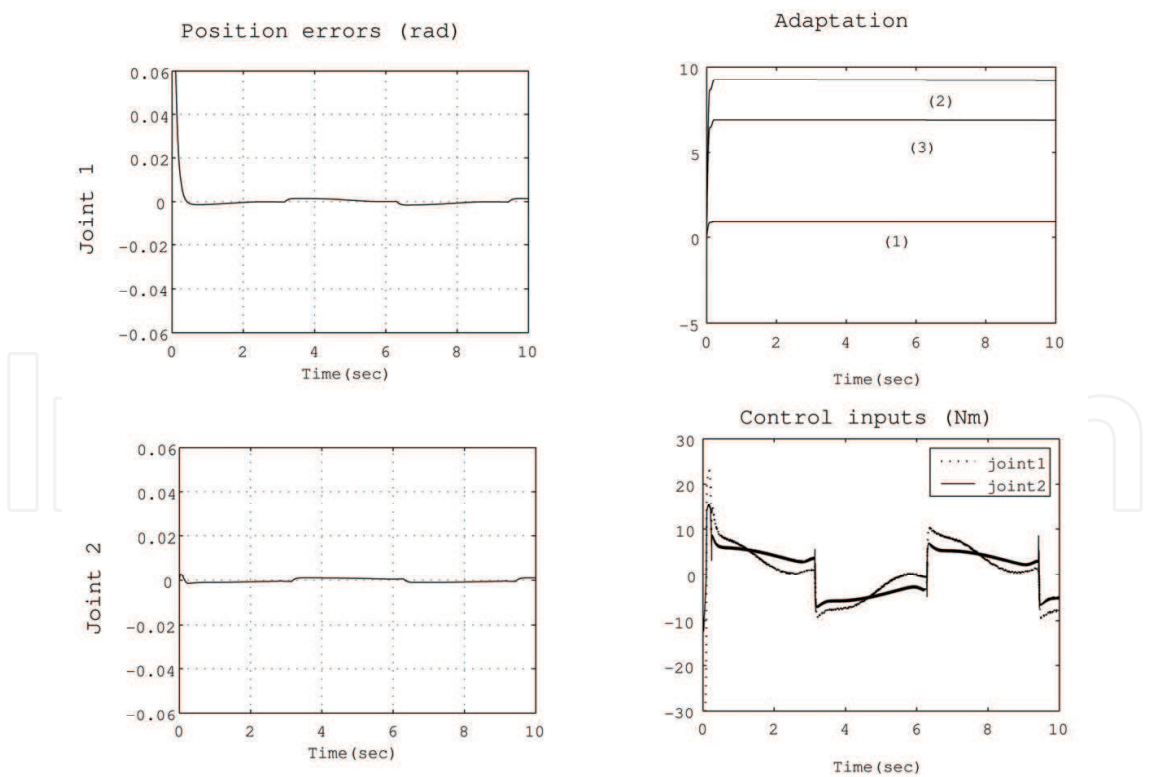 Position errors (rad)
0.06
0.04
0.02
0
-0.02
-0.04
-0.06
0 2 4 6 8 10
Time(sec)
Joint 1
Adaptation
10
5
0
-5
(2)
(3)
(1)
0 2 4 6 8 10
Time(sec)
0.06
0.04
0.02
0
-0.02
-0.04
-0.06
0 2 4 6 8 10
Time(sec)
Joint 2
Control inputs (Nm)
30
20
10
0
-10
-20
-30
joint1
joint2
0 2 4 6 8 10
Time(sec)